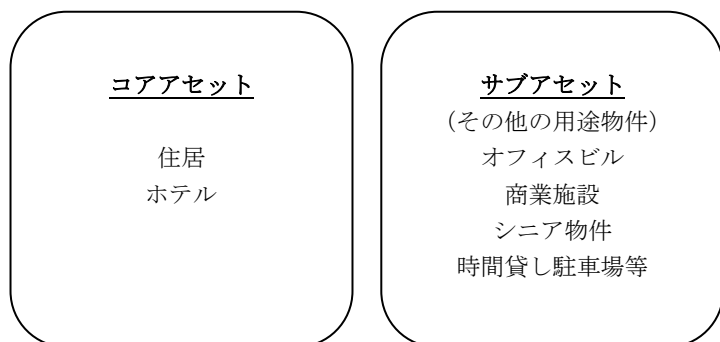 コアアセット
住居
ホテル
サブアセット
（その他の用途物件）
オフィスビル
商業施設
シニア物件
時間貸し駐車場等